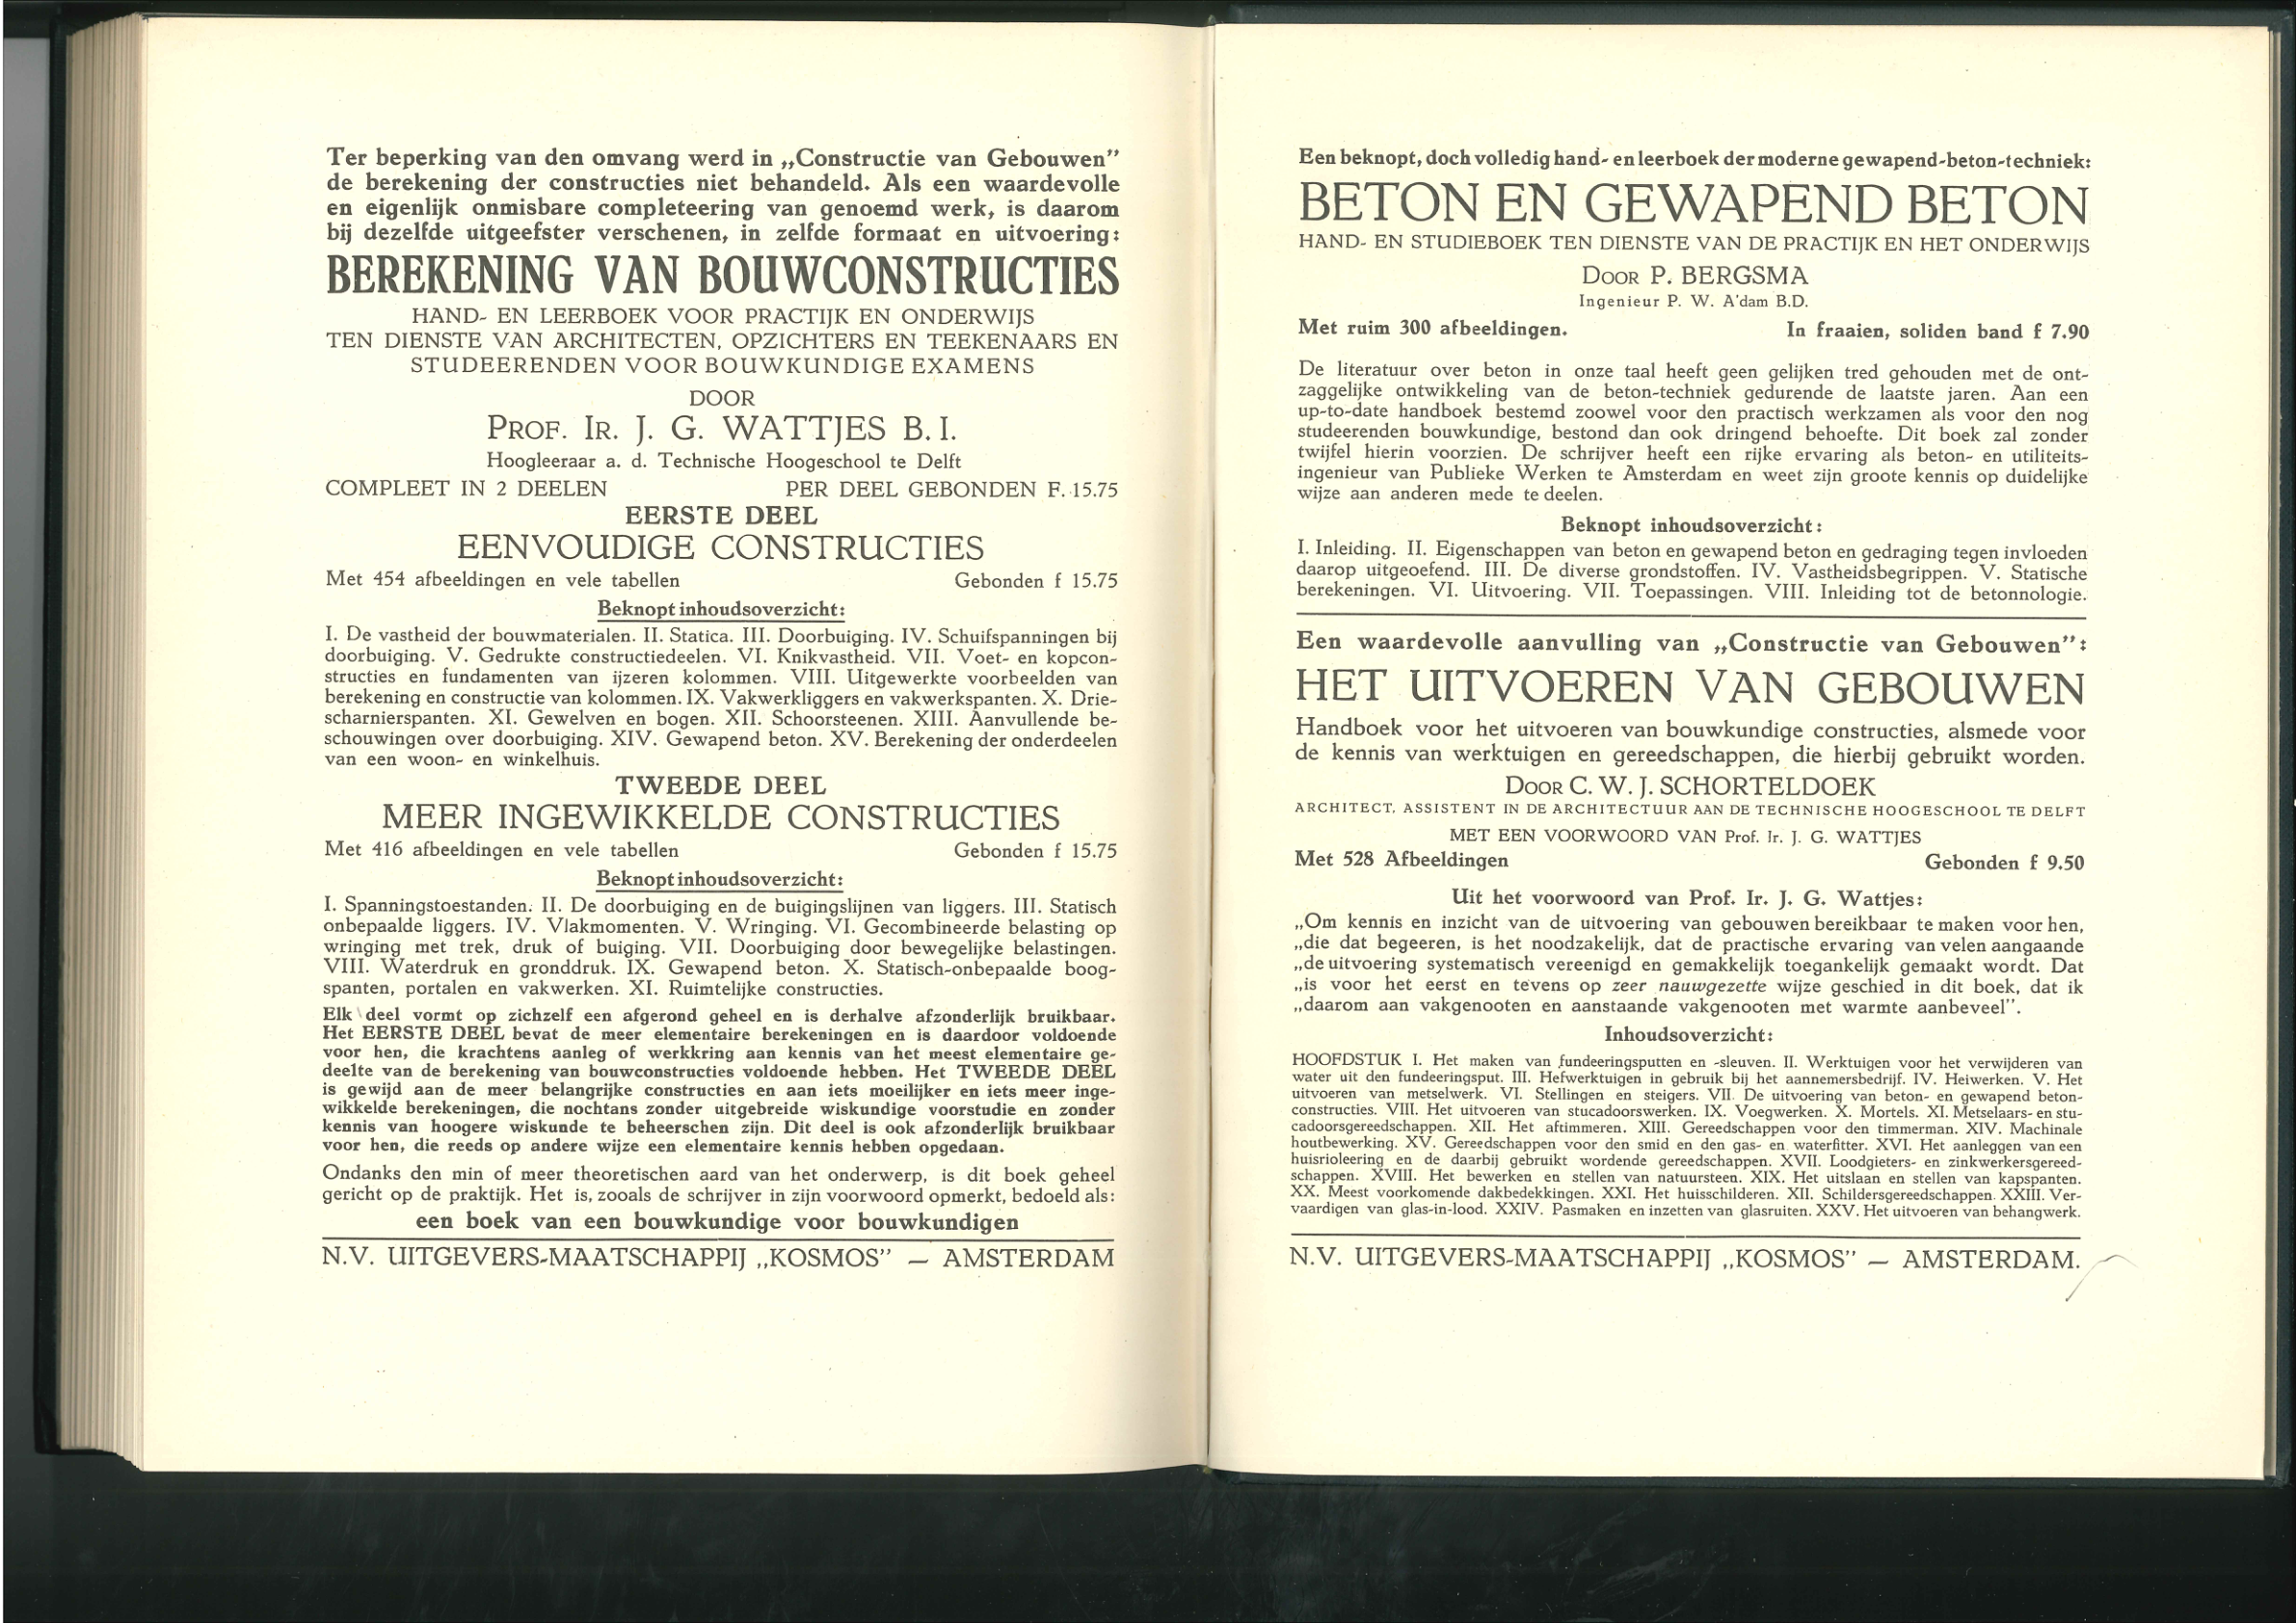 Ter beperking van den omvang werd in „Constructie van Gebouwen”
de berekening der constructies niet behandeld. Als een waardevolle
en eigenlijk onmisbare completeering van genoemd werk, is daarom
bij dezelfde uitgeefster verschenen, in zelfde formaat en uitvoering:
BEREKENING VAN BOUWCONSTRUCTIES
HAND- EN LEERBOEK VOOR PRACTIJK EN ONDERWIJS
TEN DIENSTE VAN ARCHITECTEN, OPZICHTERS EN TEEKENAARS EN
STUDEERENDEN VOOR BOUWKUNDIGE EXAMENS
DOOR
PROF. IR. J. G. WATTJES B. I.
Hoogleeraar a. d. Technische Hoogeschool te Delft
COMPLEET IN 2 DEELEN PER DEEL GEBONDEN F. 15.75
EERSTE DEEL
EENVOUDIGE CONSTRUCTIES
Met 454 afbeeldingen en vele tabellen Gebonden f 15.75
Beknopt inhoudsoverzicht:
I. De vastheid der bouwmaterialen. II. Statica. III. Doorbuiging. IV. Schuifspanningen bij
doorbuiging. V. Gedrukte constructiedeelen. VI. Knikvastheid. VII. Voet- en kopcon-
structies en fundamenten van ijzeren kolommen. VIII. Uitgewerkte voorbeelden van
berekening en constructie van kolommen. IX. Vakwerkliggers en vakwerkspanten. X. Drie-
scharnierspanten. XI. Gewelven en bogen. XII. Schoorsteenen. XIII. Aanvullende be-
schouwingen over doorbuiging. XIV. Gewapend beton. XV. Berekening der onderdeelen
van een woon- en winkelhuis.
TWEEDE DEEL
MEER INGEWIKKELDE CONSTRUCTIES
Met 416 afbeeldingen en vele tabellen Gebonden f 15.75
Beknopt inhoudsoverzicht:
I. Spanningstoestanden. II. De doorbuiging en de buigingslijnen van liggers. III. Statisch
onbepaalde liggers. IV. Vlakmomenten. V. Wringing. VI. Gecombineerde belasting op
wringing met trek, druk of buiging. VII. Doorbuiging door bewegelijke belastingen.
VIII. Waterdruk en gronddruk. IX. Gewapend beton. X. Statisch-onbepaalde boog-
spanten, portalen en vakwerken. XI. Ruimtelijke constructies.
Elk deel vormt op zichzelf een afgerond geheel en is derhalve afzonderlijk bruikbaar.
Het EERSTE DEEL bevat de meer elementaire berekeningen en is daardoor voldoende
voor hen, die krachtens aanleg of werkkring aan kennis van het meest elementaire ge-
deelte van de berekening van bouwconstructies voldoende hebben. Het TWEEDE DEEL
is gewijd aan de meer belangrijke constructies en aan iets moeilijker en iets meer inge-
wikkelde berekeningen, die nochtans zonder uitgebreide wiskundige voorstudie en zonder
kennis van hoogere wiskunde te beheerschen zijn. Dit deel is ook afzonderlijk bruikbaar
voor hen, die reeds op andere wijze een elementaire kennis hebben opgedaan.
Ondanks den min of meer theoretischen aard van het onderwerp, is dit boek geheel
gericht op de praktijk. Het is, zooals de schrijver in zijn voorwoord opmerkt, bedoeld als:
een boek van een bouwkundige voor bouwkundigen
N.V. UITGEVERS-MAATSCHAPPIJ „KOSMOS” — AMSTERDAM
Een beknopt, doch volledig hand- en leerboek der moderne gewapend-beton-techniek:
BETON EN GEWAPEND BETON
HAND- EN STUDIEBOEK TEN DIENSTE VAN DE PRACTIJK EN HET ONDERWIJS
DOOR P. BERGSMA
Ingenieur P. W. A'dam B.D.
Met ruim 300 afbeeldingen. In fraaien, soliden band f 7.90
De literatuur over beton in onze taal heeft geen gelijken tred gehouden met de ont-
zaggelijke ontwikkeling van de beton-techniek gedurende de laatste jaren. Aan een
up-to-date handboek bestemd zoowel voor den practisch werkzamen als voor den nog
studeerenden bouwkundige, bestond dan ook dringend behoefte. Dit boek zal zonder
twijfel hierin voorzien. De schrijver heeft een rijke ervaring als beton- en utiliteits-
ingenieur van Publieke Werken te Amsterdam en weet zijn groote kennis op duidelijke
wijze aan anderen mede te deelen.
Beknopt inhoudsoverzicht:
I. Inleiding. II. Eigenschappen van beton en gewapend beton en gedraging tegen invloeden
daarop uitgeoefend. III. De diverse grondstoffen. IV. Vastheidsbegrippen. V. Statische
berekeningen. VI. Uitvoering. VII. Toepassingen. VIII. Inleiding tot de betonnologie.
Een waardevolle aanvulling van „Constructie van Gebouwen”:
HET UITVOEREN VAN GEBOUWEN
Handboek voor het uitvoeren van bouwkundige constructies, alsmede voor
de kennis van werktuigen en gereedschappen, die hierbij gebruikt worden.
DOOR C. W. J. SCHORTELDOEK
ARCHITECT, ASSISTENT IN DE ARCHITECTUUR AAN DE TECHNISCHE HOOGESCHOOL TE DELFT
MET EEN VOORWOORD VAN Prof. Ir. J. G. WATTJES
Met 528 Afbeeldingen Gebonden f 9.50
Uit het voorwoord van Prof. Ir. J. G. Wattjes:
„Om kennis en inzicht van de uitvoering van gebouwen bereikbaar te maken voor hen,
„die dat begeeren, is het noodzakelijk, dat de practische ervaring van velen aangaande
„de uitvoering systematisch vereenigd en gemakkelijk toegankelijk gemaakt wordt. Dat
„is voor het eerst en tevens op zeer nauwgezette wijze geschied in dit boek, dat ik
„daarom aan vakgenooten en aanstaande vakgenooten met warmte aanbeveel”.
Inhoudsoverzicht:
HOOFDSTUK I. Het maken van fundeeringsputten en -sleuven. II. Werktuigen voor het verwijderen van
water uit den fundeeringsput. III. Hefwerktuigen in gebruik bij het aannemersbedrijf. IV. Heiwerken. V. Het
uitvoeren van metselwerk. VI. Stellingen en steigers. VII. De uitvoering van beton- en gewapend beton-
constructies. VIII. Het uitvoeren van stucadoorswerken. IX. Voegwerken. X. Mortels. XI. Metselaars- en stu-
cadoorsgereedschappen. XII. Het aftimmeren. XIII. Gereedschappen voor den timmerman. XIV. Machinale
houtbewerking. XV. Gereedschappen voor den smid en den gas- en waterfitter. XVI. Het aanleggen van een
huisrioleering en de daarbij gebruikt wordende gereedschappen. XVII. Loodgieters- en zinkwerkersgereed-
schappen. XVIII. Het bewerken en stellen van natuursteen. XIX. Het uitslaan en stellen van kapspanten.
XX. Meest voorkomende dakbedekkingen. XXI. Het huisschilderen. XII. Schildersgereedschappen. XXIII. Ver-
vaardigen van glas-in-lood. XXIV. Pasmaken en inzetten van glasruiten. XXV. Het uitvoeren van behangwerk.
N.V. UITGEVERS-MAATSCHAPPIJ „KOSMOS” — AMSTERDAM.